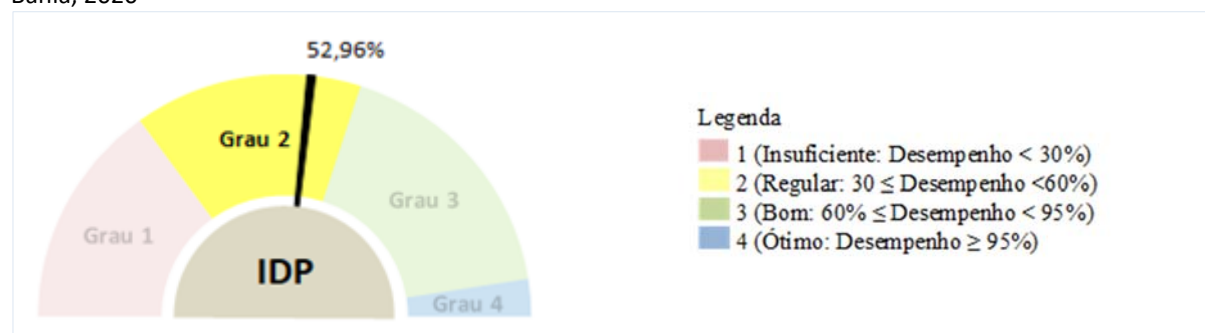 52,96%
Grau 2
Grau 3
Grau 1
IDP
Grau 4
Legenda
1 (Insuficiente: Desempenho < 30%)
2 (Regular: 30 ≤ Desempenho <60%)
3 (Bom: 60% ≤ Desempenho < 95%)
4 (Ótimo: Desempenho ≥ 95%)